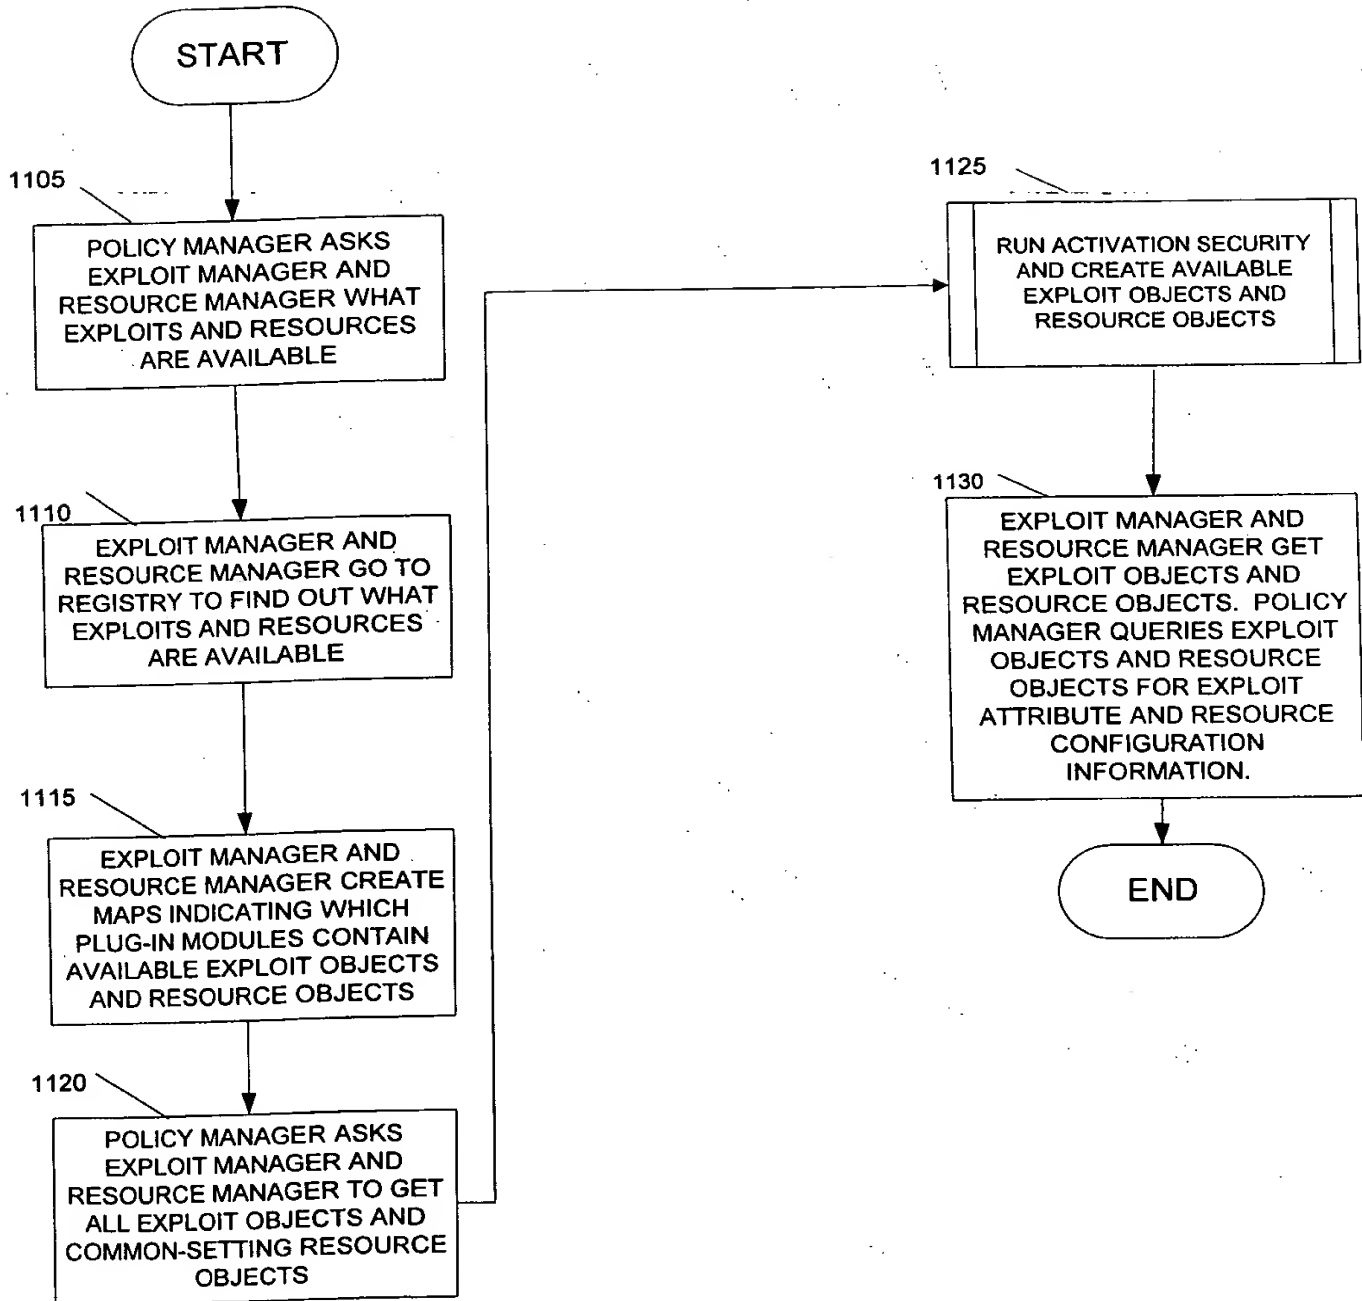 START
1105
POLICY MANAGER ASKS
EXPLOIT MANAGER AND
RESOURCE MANAGER WHAT
EXPLOITS AND RESOURCES
ARE AVAILABLE
1110
EXPLOIT MANAGER AND
RESOURCE MANAGER GO TO
REGISTRY TO FIND OUT WHAT
EXPLOITS AND RESOURCES
ARE AVAILABLE
1115
EXPLOIT MANAGER AND
RESOURCE MANAGER CREATE
MAPS INDICATING WHICH
PLUG-IN MODULES CONTAIN
AVAILABLE EXPLOIT OBJECTS
AND RESOURCE OBJECTS
1120
POLICY MANAGER ASKS
EXPLOIT MANAGER AND
RESOURCE MANAGER TO GET
ALL EXPLOIT OBJECTS AND
COMMON-SETTING RESOURCE
OBJECTS
1125
RUN ACTIVATION SECURITY
AND CREATE AVAILABLE
EXPLOIT OBJECTS AND
RESOURCE OBJECTS
1130
EXPLOIT MANAGER AND
RESOURCE MANAGER GET
EXPLOIT OBJECTS AND
RESOURCE OBJECTS. POLICY
MANAGER QUERIES EXPLOIT
OBJECTS AND RESOURCE
OBJECTS FOR EXPLOIT
ATTRIBUTE AND RESOURCE
CONFIGURATION
INFORMATION.
END